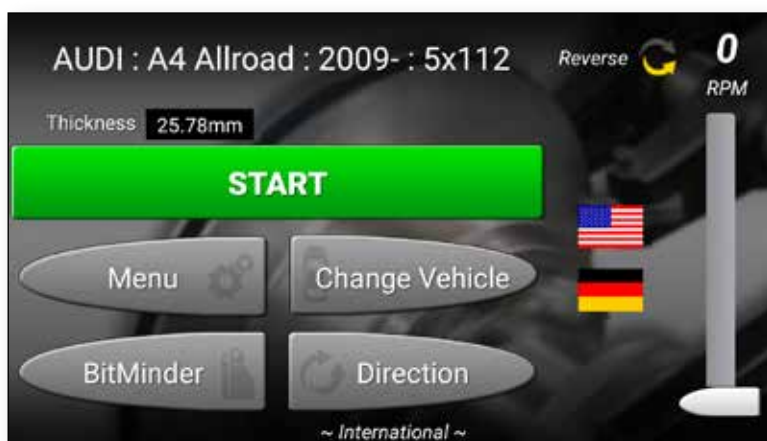 AUDI : A4 Allroad : 2009- : 5x112
Reverse
0
RPM
Thickness 25.78mm
START
Menu
Change Vehicle
BitMinder
Direction
~ International ~